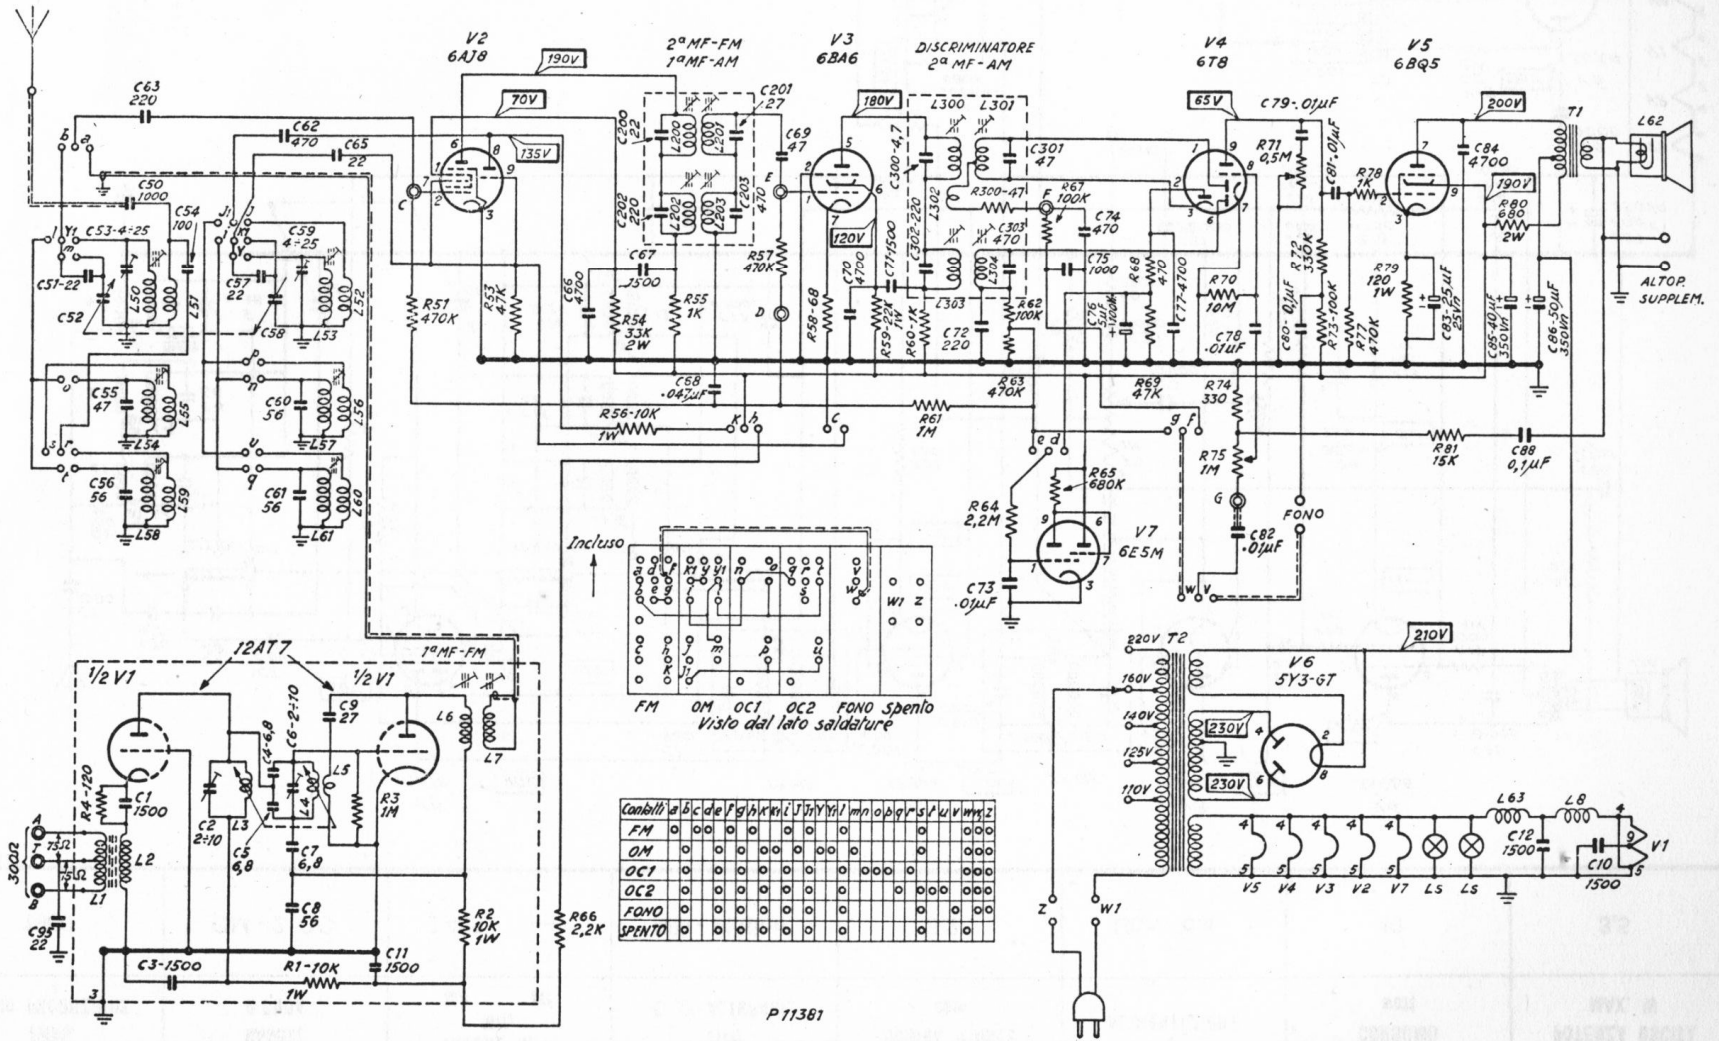 V2
6AJ8
2ª MF-FM
1ª MF-AM
V3
6BA6
DISCRIMINATORE
2ª MF-AM
V4
6T8
V5
6BQ5
190V
70V
135V
180V
120V
65V
200V
190V
T1
L62
C63
220
b a
C62
470
C65
22
C50
1000
C54
100
C53-4÷25
C59
4÷25
C51-22
C57
22
C52
C58
L50
L51
L52
L53
C55
47
L54
L55
C60
56
L56
L57
C56
56
L58
L59
C61
56
L60
L61
C200
22
L200
L201
C201
27
C202
220
L202
L203
C203
470
C69
47
E
D
C
R51
470K
R53
47K
C66
4700
C67
1500
R54
33K
2W
R55
1K
R57
470K
C68
.047µF
R56-10K
1W
k h
c
R58-68
C70
4700
C71-1500
R59-22K
1W
R60-1K
C300-4,7
L300
L301
C301
47
L302
R300-47
C302-220
L303
L304
C303
470
C72
220
R62
100K
R63
470K
R61
1M
F
R67
100K
C74
470
C75
1000
C76
5µF
100V
R68
470
C77-4700
R69
47K
R70
10M
C78
.01µF
C79-.01µF
R71
0,5M
C81-.01µF
R72
330K
C80-0,1µF
R73-100K
R77
470K
R78
1K
C84
4700
R80
680
2W
R79
120
1W
C83-25µF
25Vn
C85-40µF
350Vn
C86-50µF
350Vn
ALTOP.
SUPPLEM.
R74
330
R75
1M
G
C82
.01µF
FONO
R81
15K
C88
0,1µF
g f
e d
w v
R65
680K
R64
2,2M
C73
.01µF
V7
6E5M
Incluso
FM OM OC1 OC2 FONO Spento
W1 Z
Visto dal lato saldature
12AT7
1/2 V1
1/2 V1
1ª MF-FM
C9
27
L6
L7
C4-6,8
C6-2÷10
L5
L4
R3
1M
R4-120
C1
1500
C2
2÷10
L3
C5
6,8
C7
6,8
C8
56
L2
L1
A
T
B
300Ω
75Ω
75Ω
C95
22
C3-1500
R1-10K
1W
C11
1500
R2
10K
1W
R66
2,2K
3
Contatti
FM
OM
OC1
OC2
FONO
SPENTO
P 11381
220V T2
160V
140V
125V
110V
Z W1
V6
5Y3-GT
210V
230V
230V
L63
L8
C12
1500
C10
1500
V1
V5 V4 V3 V2 V7 Ls Ls